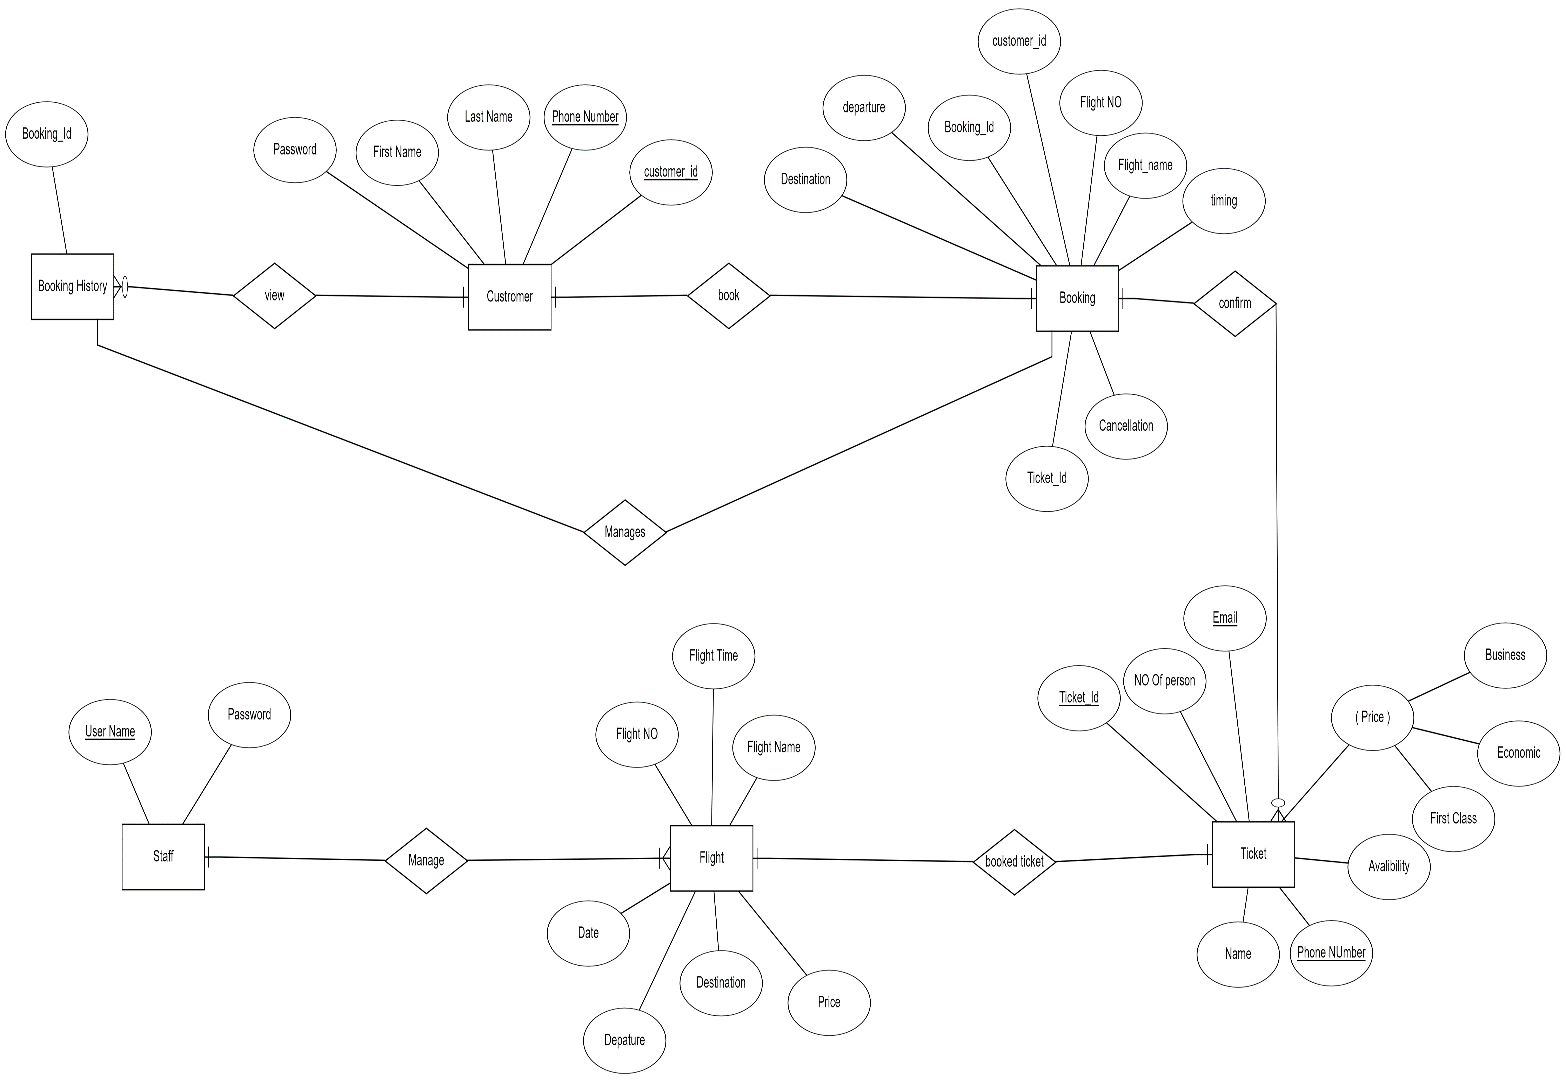 customer_id
departure
Booking_Id
Flight NO
Flight_name
Destination
timing
Booking_Id
Password
First Name
Last Name
Phone Number
customer_id
Booking History
view
Custromer
book
Booking
confirm
Cancellation
Ticket_Id
Manages
Email
NO Of person
Ticket_Id
Business
( Price )
Economic
First Class
Avalibility
Flight Time
Flight NO
Flight Name
User Name
Password
Staff
Manage
Flight
booked ticket
Ticket
Date
Destination
Price
Depature
Name
Phone NUmber